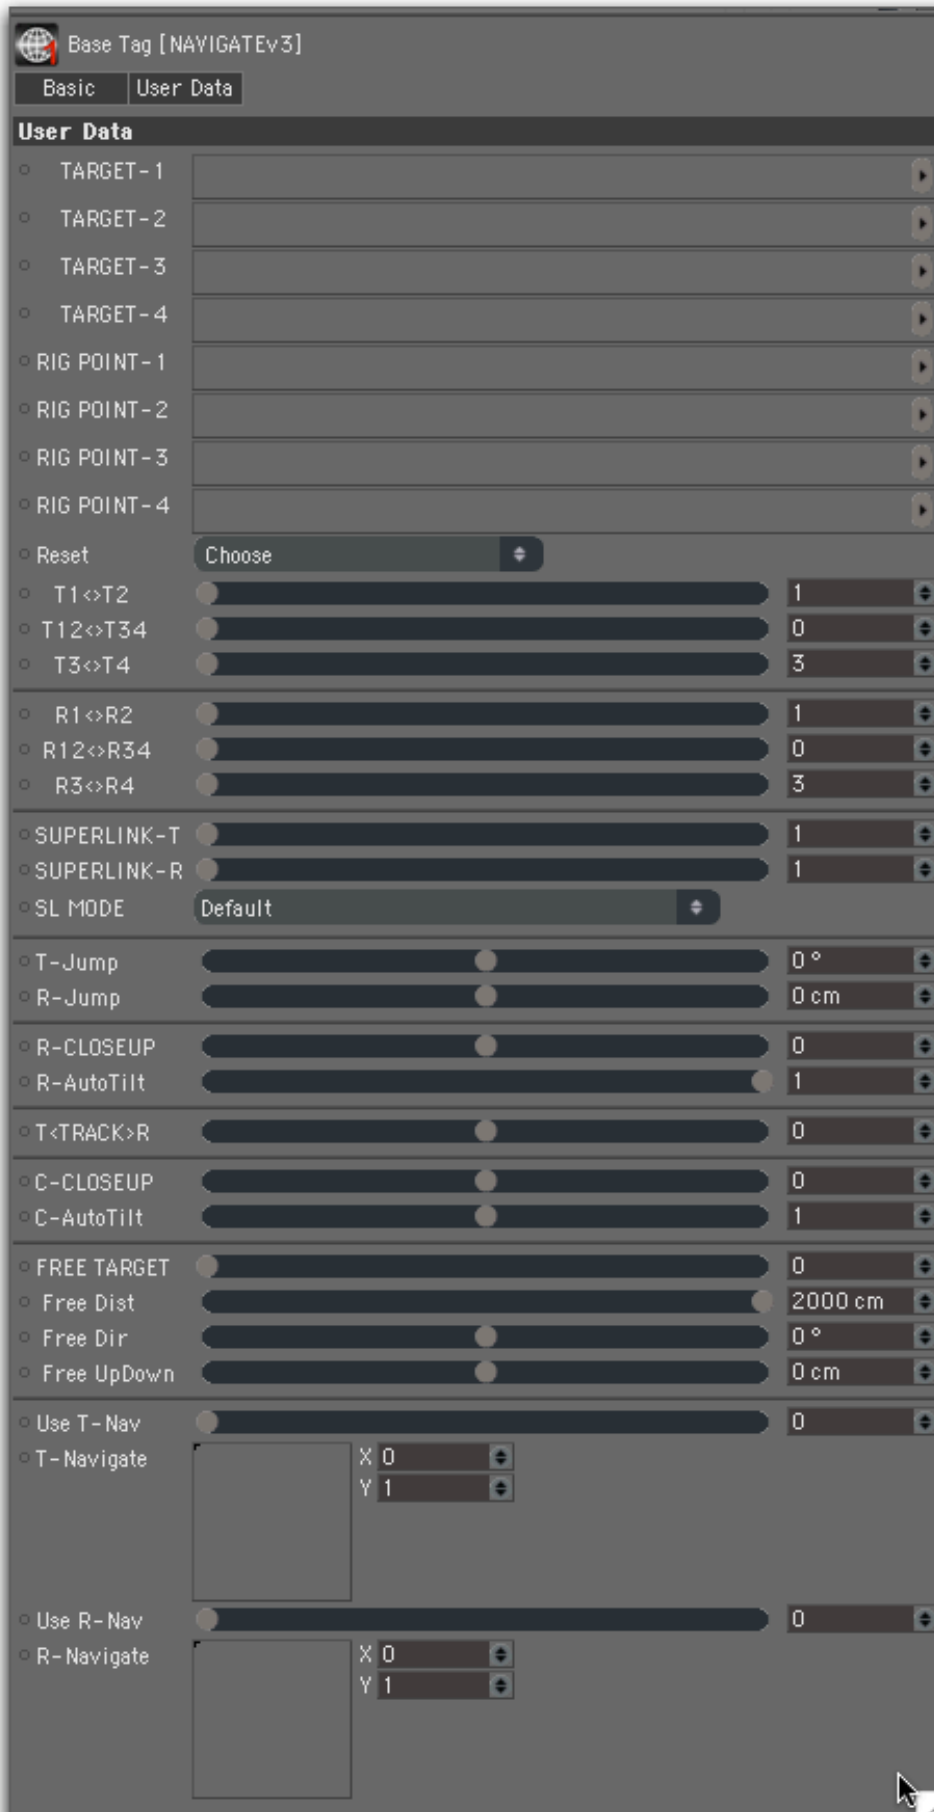 Base Tag [NAVIGATEv3]
Basic User Data
User Data
TARGET-1
TARGET-2
TARGET-3
TARGET-4
RIG POINT-1
RIG POINT-2
RIG POINT-3
RIG POINT-4
Reset Choose
T1<>T2 1
T12<>T34 0
T3<>T4 3
R1<>R2 1
R12<>R34 0
R3<>R4 3
SUPERLINK-T 1
SUPERLINK-R 1
SL MODE Default
T-Jump 0 °
R-Jump 0 cm
R-CLOSEUP 0
R-AutoTilt 1
T<TRACK>R 0
C-CLOSEUP 0
C-AutoTilt 1
FREE TARGET 0
Free Dist 2000 cm
Free Dir 0 °
Free UpDown 0 cm
Use T-Nav 0
T-Navigate X 0
Y 1
Use R-Nav 0
R-Navigate X 0
Y 1